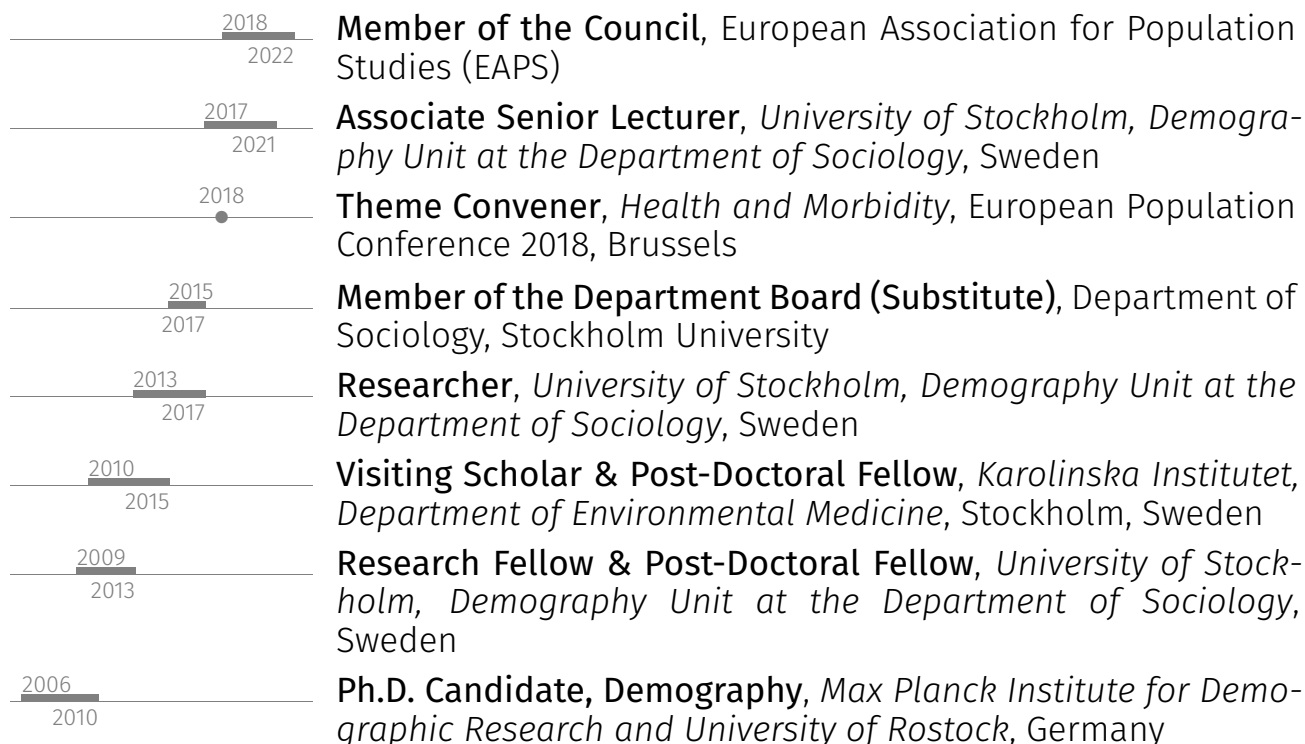 2018
2022
Member of the Council, European Association for Population
Studies (EAPS)
2017
2021
Associate Senior Lecturer, University of Stockholm, Demogra-
phy Unit at the Department of Sociology, Sweden
2018
Theme Convener, Health and Morbidity, European Population
Conference 2018, Brussels
2015
2017
Member of the Department Board (Substitute), Department of
Sociology, Stockholm University
2013
2017
Researcher, University of Stockholm, Demography Unit at the
Department of Sociology, Sweden
2010
2015
Visiting Scholar & Post-Doctoral Fellow, Karolinska Institutet,
Department of Environmental Medicine, Stockholm, Sweden
2009
2013
Research Fellow & Post-Doctoral Fellow, University of Stock-
holm, Demography Unit at the Department of Sociology,
Sweden
2006
2010
Ph.D. Candidate, Demography, Max Planck Institute for Demo-
graphic Research and University of Rostock, Germany